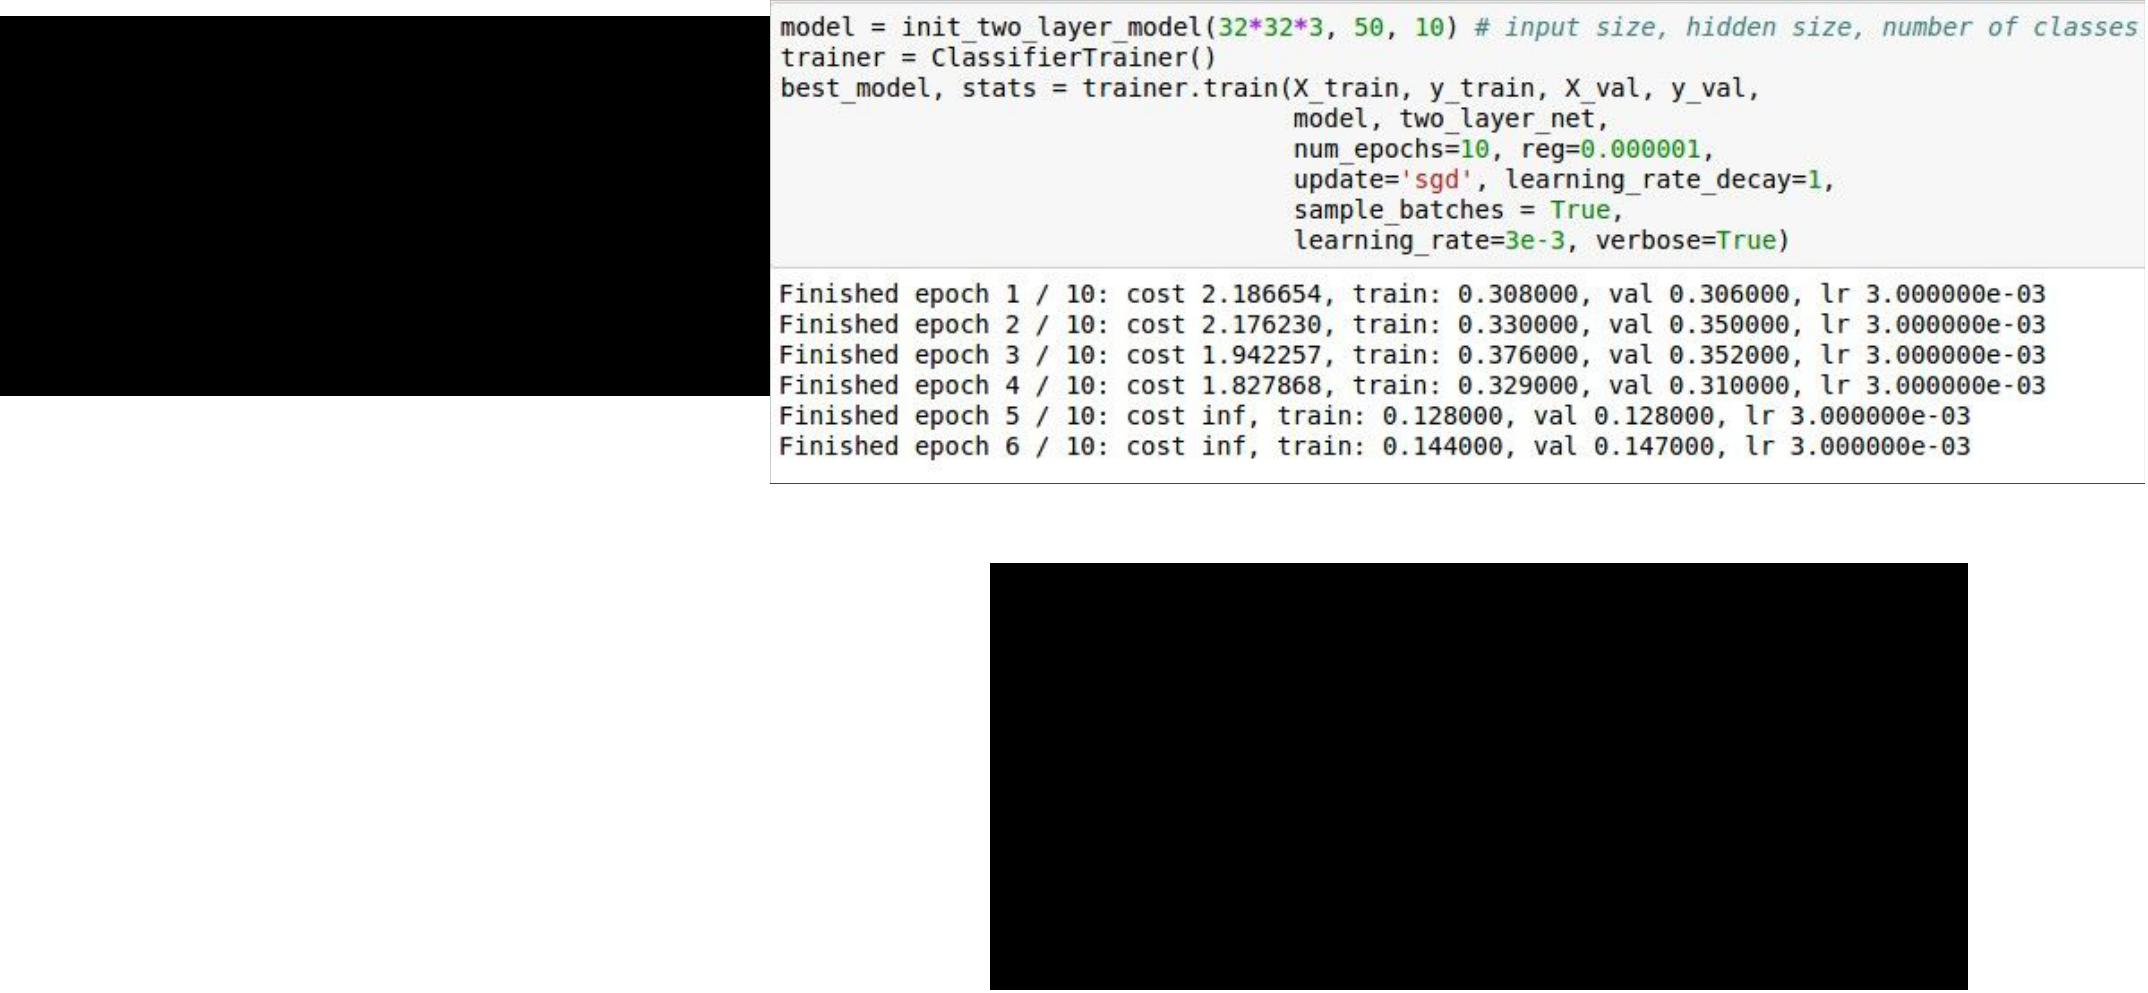 model = init_two_layer_model(32*32*3, 50, 10) # input size, hidden size, number of classes
trainer = ClassifierTrainer()
best_model, stats = trainer.train(X_train, y_train, X_val, y_val,
model, two_layer_net,
num_epochs=10, reg=0.000001,
update='sgd', learning_rate_decay=1,
sample_batches = True,
learning_rate=3e-3, verbose=True)
Finished epoch 1 / 10: cost 2.186654, train: 0.308000, val 0.306000, lr 3.000000e-03
Finished epoch 2 / 10: cost 2.176230, train: 0.330000, val 0.350000, lr 3.000000e-03
Finished epoch 3 / 10: cost 1.942257, train: 0.376000, val 0.352000, lr 3.000000e-03
Finished epoch 4 / 10: cost 1.827868, train: 0.329000, val 0.310000, lr 3.000000e-03
Finished epoch 5 / 10: cost inf, train: 0.128000, val 0.128000, lr 3.000000e-03
Finished epoch 6 / 10: cost inf, train: 0.144000, val 0.147000, lr 3.000000e-03